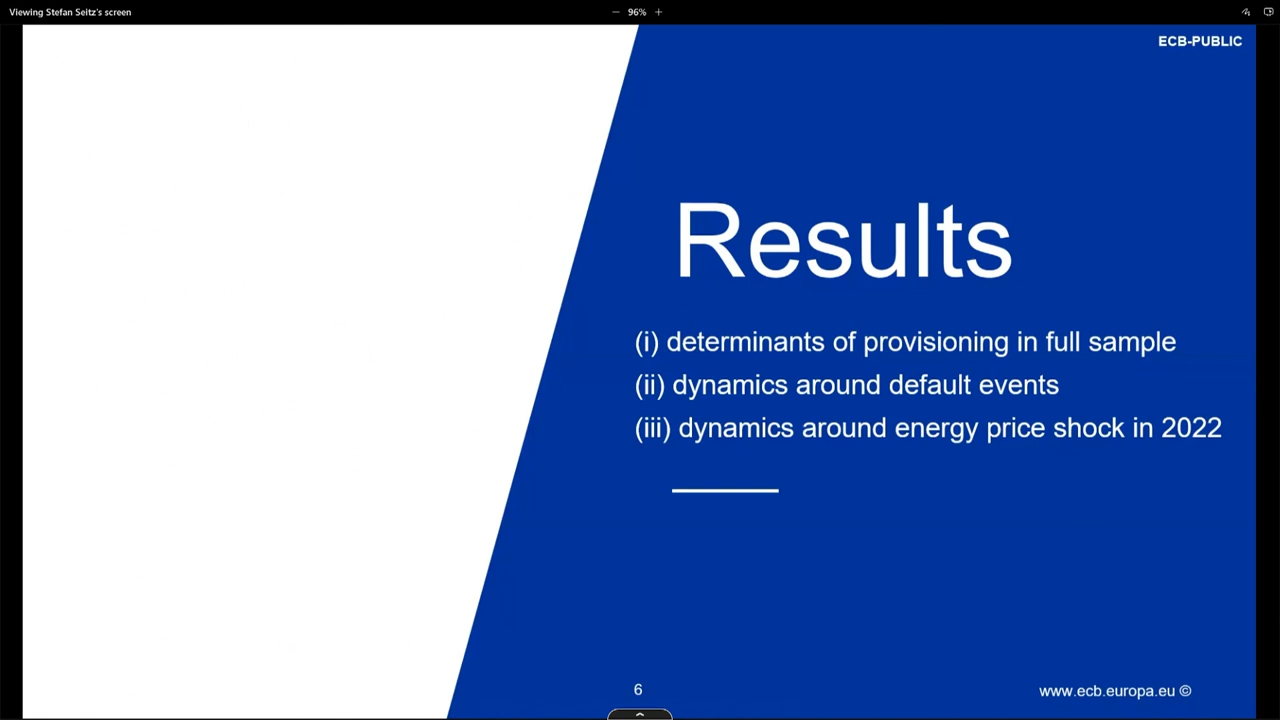 Viewing Stefan Seitz's screen
96%
ECB-PUBLIC
Results
(i) determinants of provisioning in full sample
(ii) dynamics around default events
(iii) dynamics around energy price shock in 2022
6
www.ecb.europa.eu ©